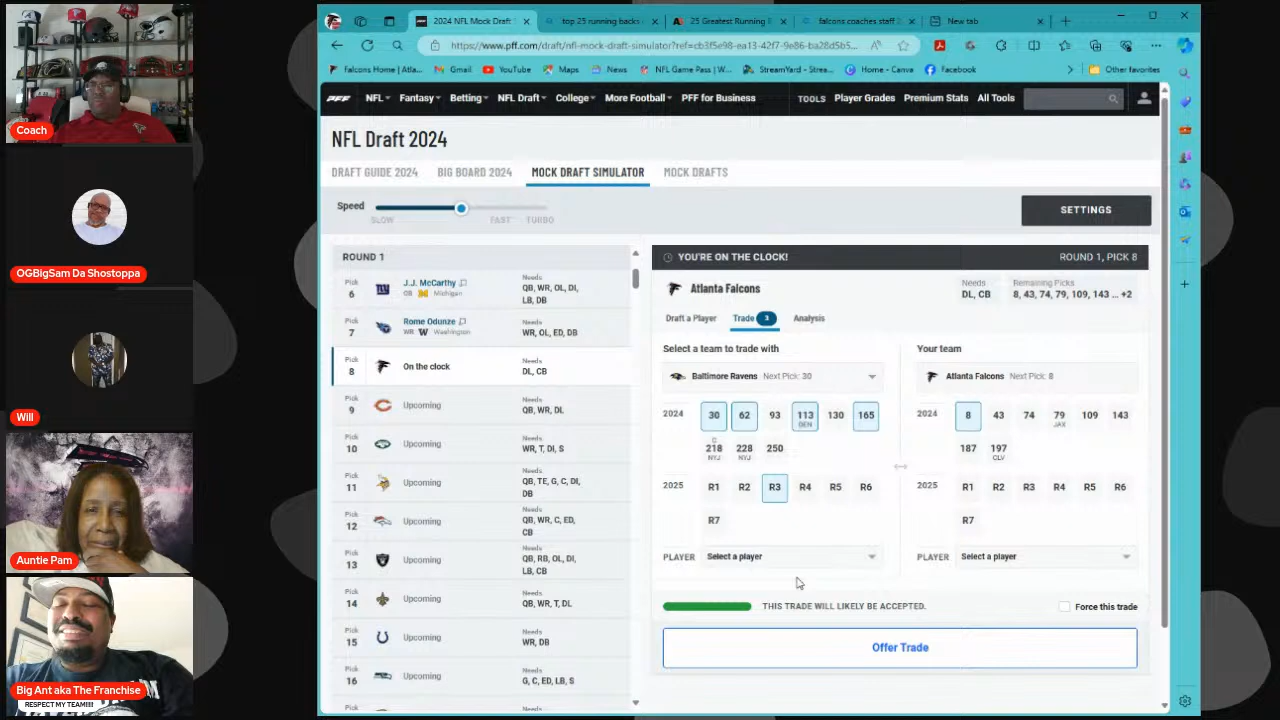 Coach
OGBigSam Da Shostoppa
Will
Auntie Pam
Big Ant aka The Franchise
RESPECT MY TEAM!!!!!
2024 NFL Mock Draft
top 25 running backs
25 Greatest Running
falcons coaches staff
New tab
https://www.pff.com/draft/nfl-mock-draft-simulator?ref=cb3f5e98-ea13-42f7-9e86-ba28d5b5...
Falcons Home | Atla...
Gmail
YouTube
Maps
News
NFL Game Pass | W...
StreamYard - Strea...
Home - Canva
Facebook
Other favorites
PFF
NFL
Fantasy
Betting
NFL Draft
College
More Football
PFF for Business
TOOLS
Player Grades
Premium Stats
All Tools
NFL Draft 2024
DRAFT GUIDE 2024
BIG BOARD 2024
MOCK DRAFT SIMULATOR
MOCK DRAFTS
Speed
SLOW
FAST
TURBO
SETTINGS
ROUND 1
Pick 6
J.J. McCarthy
QB Michigan
Needs
QB, WR, OL, DI,
LB, DB
Pick 7
Rome Odunze
WR Washington
Needs
WR, OL, ED, DB
Pick 8
On the clock
Needs
DL, CB
Pick 9
Upcoming
Needs
QB, WR, DL
Pick 10
Upcoming
Needs
WR, T, DI, S
Pick 11
Upcoming
Needs
QB, TE, G, C, DI,
DB
Pick 12
Upcoming
Needs
QB, WR, C, ED,
CB
Pick 13
Upcoming
Needs
QB, RB, OL, DI,
LB, CB
Pick 14
Upcoming
Needs
QB, WR, T, DL
Pick 15
Upcoming
Needs
WR, DB
Pick 16
Upcoming
Needs
G, C, ED, LB, S
YOU'RE ON THE CLOCK!
ROUND 1, PICK 8
Atlanta Falcons
Needs
DL, CB
Remaining Picks
8, 43, 74, 79, 109, 143 ... +2
Draft a Player
Trade 3
Analysis
Select a team to trade with
Baltimore Ravens Next Pick: 30
2024 30 62 93 113 130 165
DEN
218 228 250
NYJ NYJ
2025 R1 R2 R3 R4 R5 R6
R7
PLAYER Select a player
Your team
Atlanta Falcons Next Pick: 8
2024 8 43 74 79 109 143
JAX
187 197
CLV
2025 R1 R2 R3 R4 R5 R6
R7
PLAYER Select a player
THIS TRADE WILL LIKELY BE ACCEPTED.
Force this trade
Offer Trade